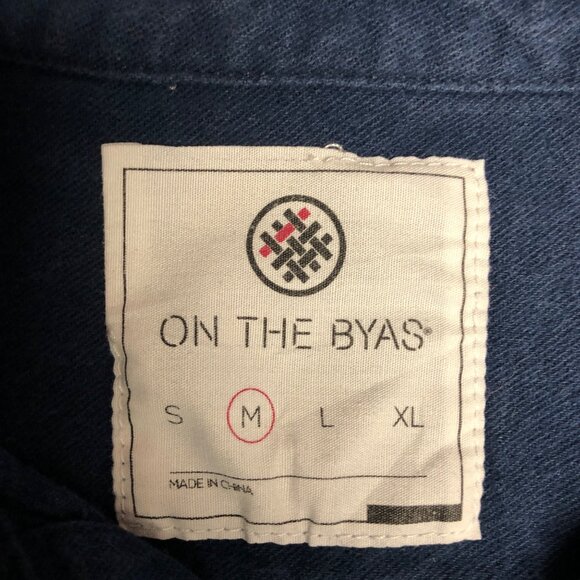 ON THE BYAS®
S M L XL
MADE IN CHINA